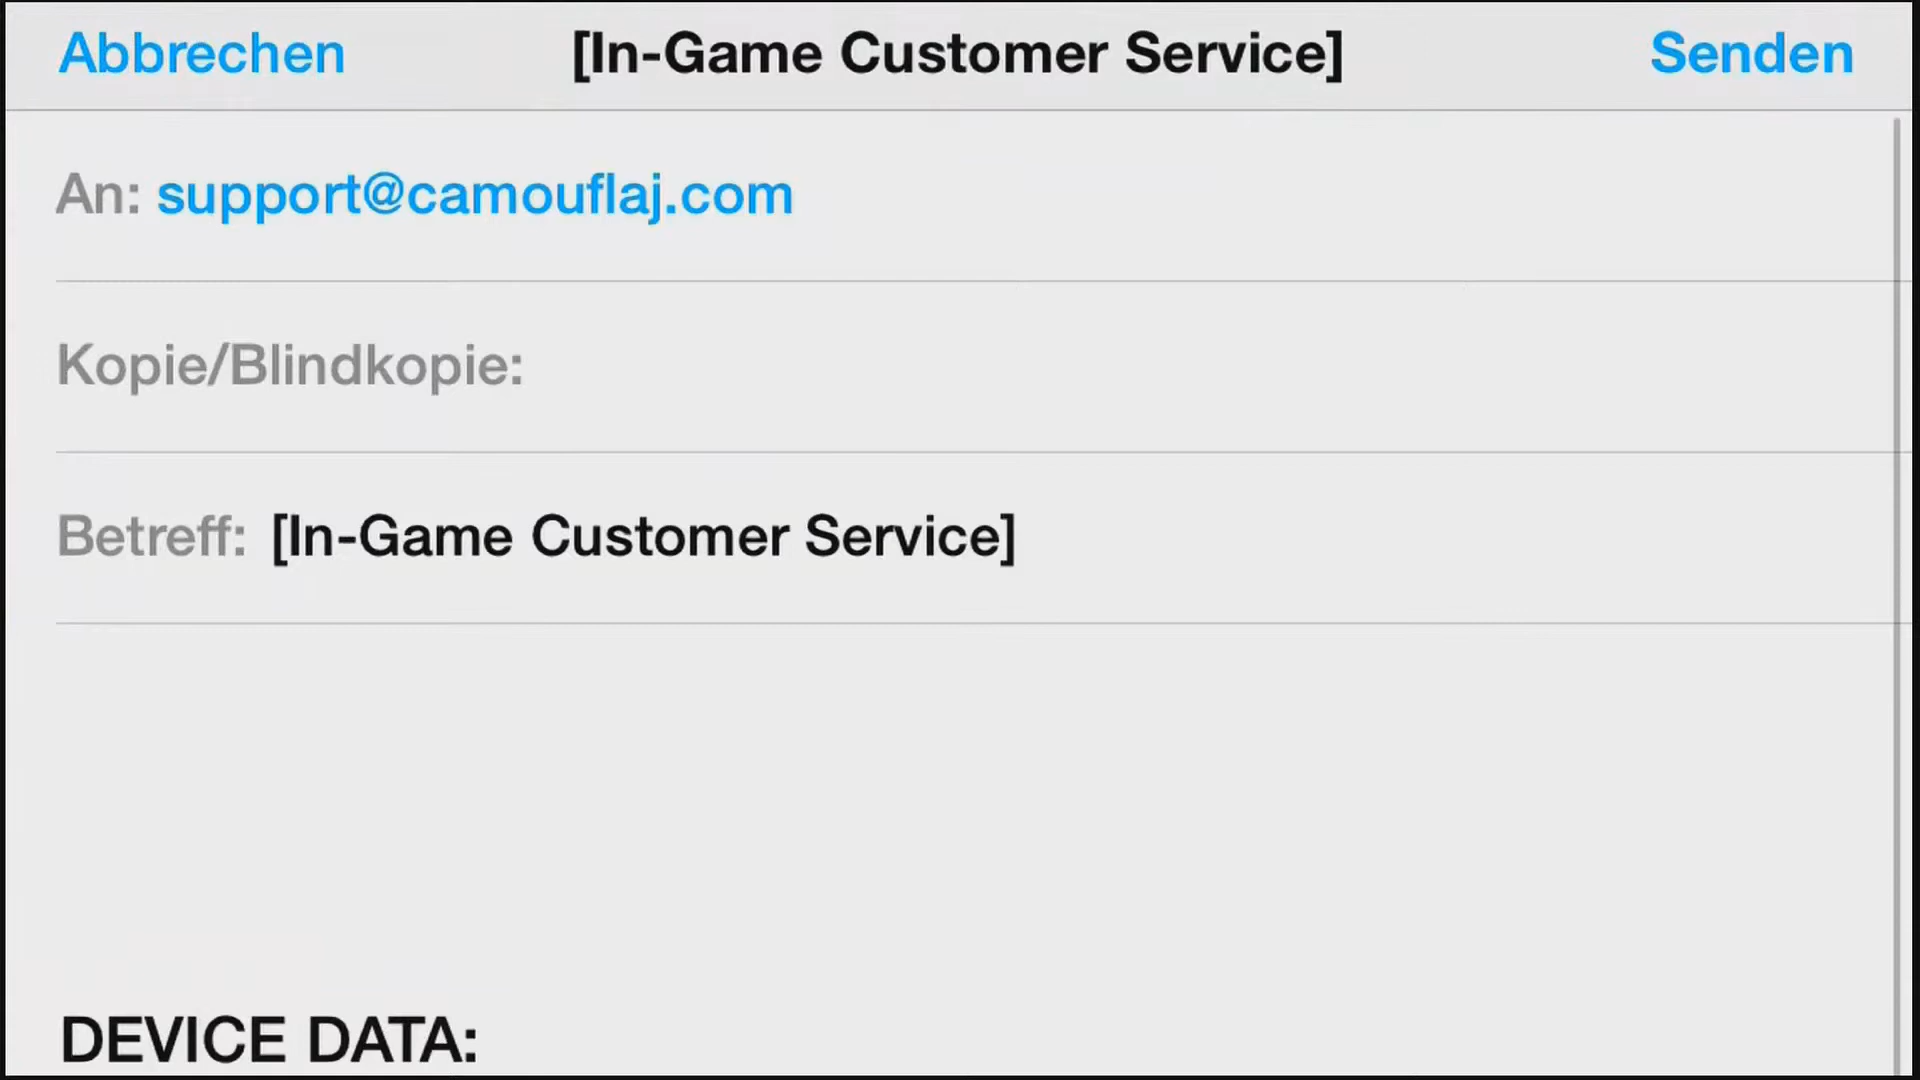 Abbrechen [In-Game Customer Service] Senden
An: support@camouflaj.com
Kopie/Blindkopie:
Betreff: [In-Game Customer Service]
DEVICE DATA: